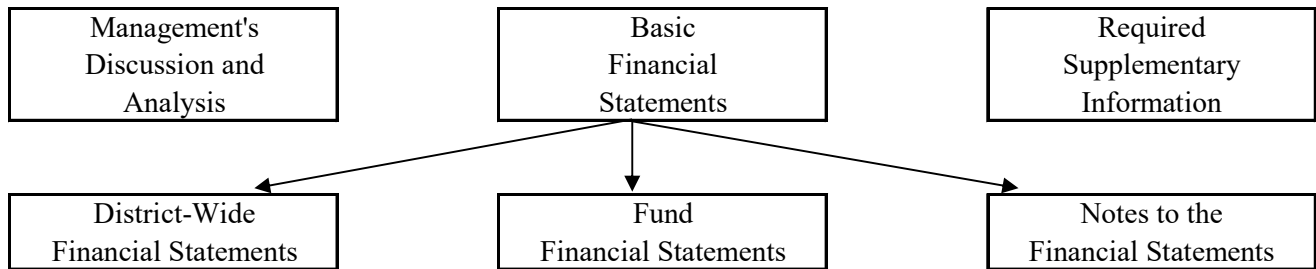 Management's
Discussion and
Analysis
Basic
Financial
Statements
Required
Supplementary
Information
District-Wide
Financial Statements
Fund
Financial Statements
Notes to the
Financial Statements